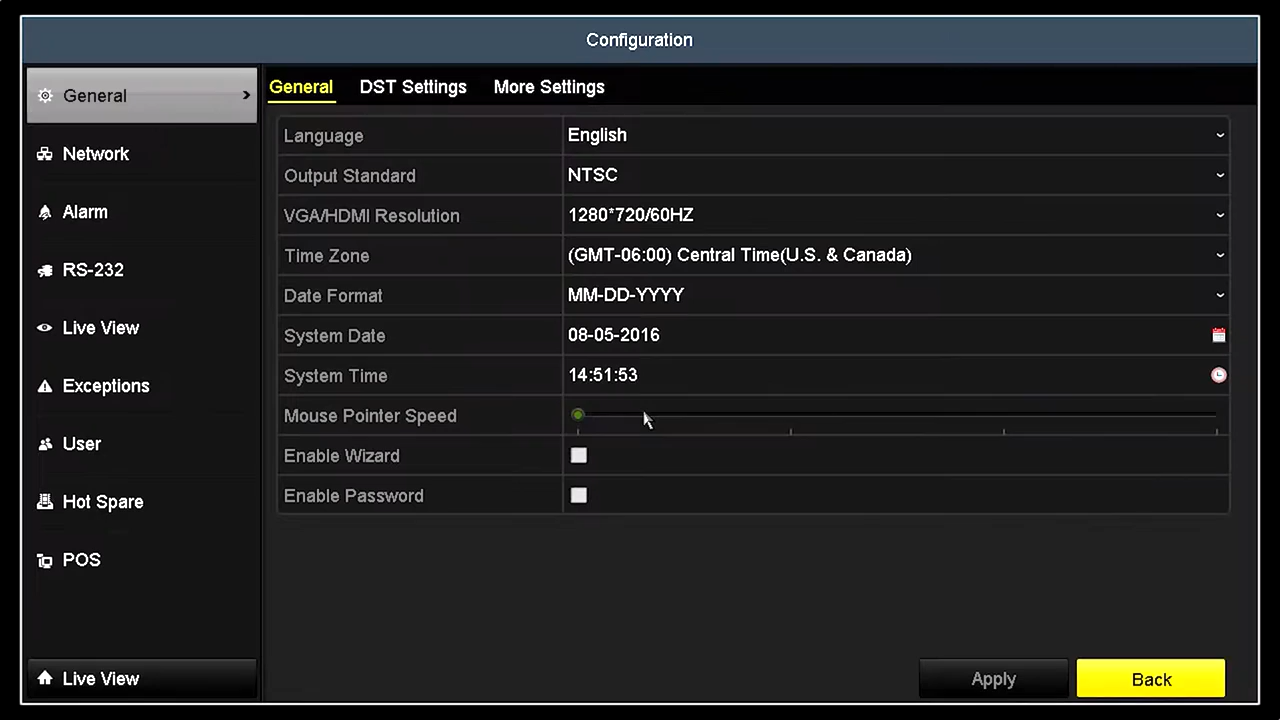 Configuration
General
Network
Alarm
RS-232
Live View
Exceptions
User
Hot Spare
POS
Live View
General DST Settings More Settings
Language English
Output Standard NTSC
VGA/HDMI Resolution 1280*720/60HZ
Time Zone (GMT-06:00) Central Time(U.S. & Canada)
Date Format MM-DD-YYYY
System Date 08-05-2016
System Time 14:51:53
Mouse Pointer Speed
Enable Wizard
Enable Password
Apply Back